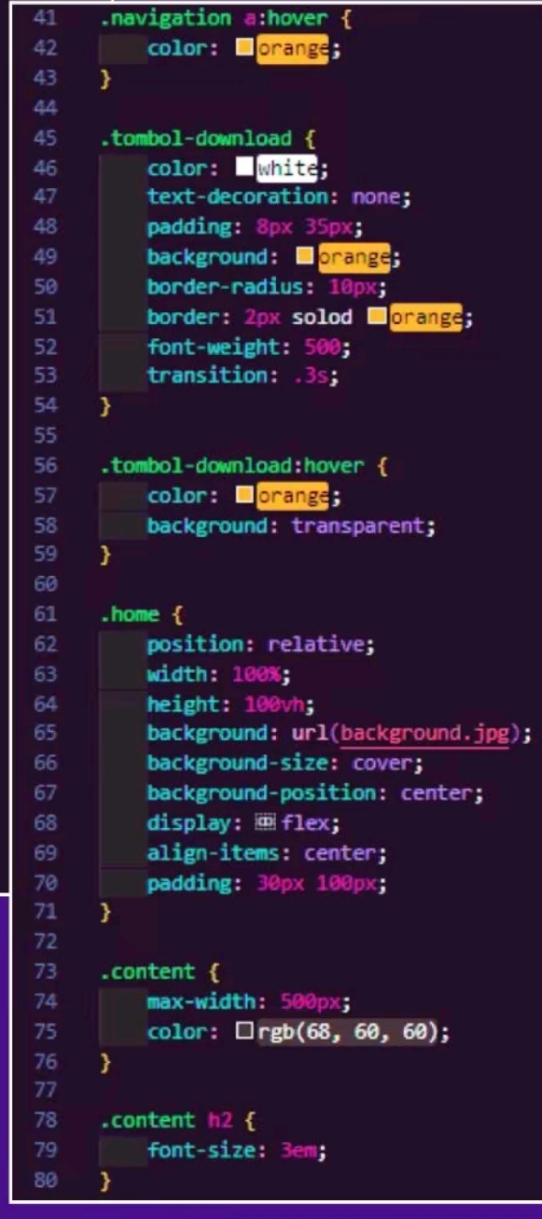 41 .navigation a:hover {
42 color: orange;
43 }
44
45 .tombol-download {
46 color: white;
47 text-decoration: none;
48 padding: 8px 35px;
49 background: orange;
50 border-radius: 10px;
51 border: 2px solod orange;
52 font-weight: 500;
53 transition: .3s;
54 }
55
56 .tombol-download:hover {
57 color: orange;
58 background: transparent;
59 }
60
61 .home {
62 position: relative;
63 width: 100%;
64 height: 100vh;
65 background: url(background.jpg);
66 background-size: cover;
67 background-position: center;
68 display: flex;
69 align-items: center;
70 padding: 30px 100px;
71 }
72
73 .content {
74 max-width: 500px;
75 color: rgb(68, 60, 60);
76 }
77
78 .content h2 {
79 font-size: 3em;
80 }